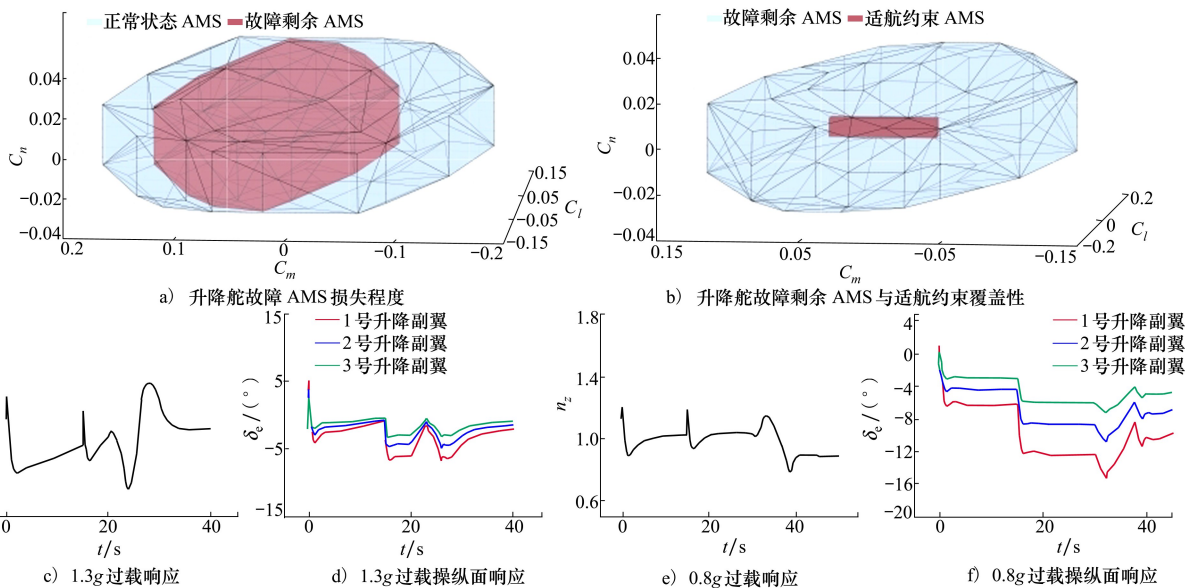 正常状态 AMS 故障剩余 AMS
0.04
0.02
0
−0.02
−0.04
C_n
0.2 0.1 0 −0.1 −0.2
C_m
0.15
0.05
−0.05
−0.15
C_l
a) 升降舵故障 AMS 损失程度
故障剩余 AMS 适航约束 AMS
0.04
0.02
0
−0.02
−0.04
C_n
0.15 0.05 −0.05 −0.15
C_m
0.2
0
−0.2
C_l
b) 升降舵故障剩余 AMS 与适航约束覆盖性
0 20 40
t/s
c) 1.3g 过载响应
1 号升降副翼
2 号升降副翼
3 号升降副翼
15
5
−5
−15
δ_e/(°)
0 20 40
t/s
d) 1.3g 过载操纵面响应
1.8
1.4
1.0
0.6
n_z
0 20 40
t/s
e) 0.8g 过载响应
1 号升降副翼
2 号升降副翼
3 号升降副翼
4
0
−4
−8
−12
−16
−20
δ_e/(°)
0 20 40
t/s
f) 0.8g 过载操纵面响应